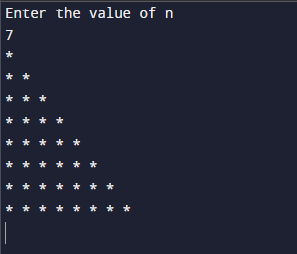 Enter the value of n
7
*
* *
* * *
* * * *
* * * * *
* * * * * *
* * * * * * *
* * * * * * * *